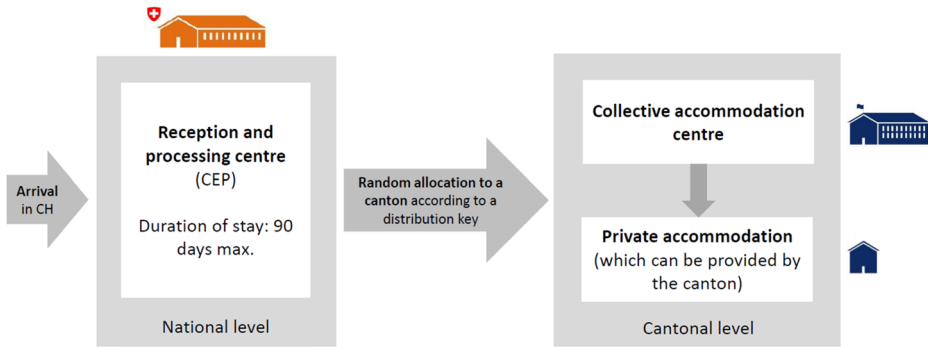 Arrival
in CH
Reception and
processing centre
(CEP)
Duration of stay: 90
days max.
National level
Random allocation to a
canton according to a
distribution key
Collective accommodation
centre
Private accommodation
(which can be provided by
the canton)
Cantonal level